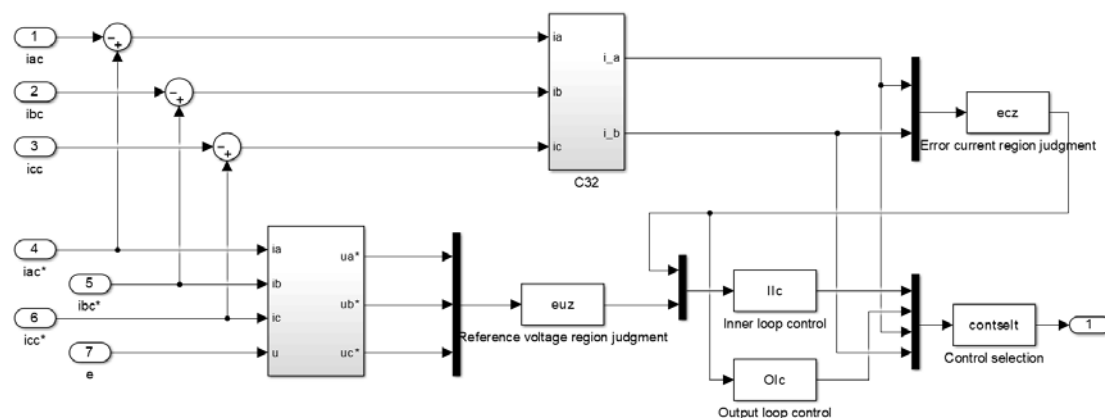 1
iac
2
ibc
3
icc
ia
ib
ic
i_a
i_b
C32
ecz
Error current region judgment
4
iac*
5
ibc*
6
icc*
7
e
ia
ib
ic
u
ua*
ub*
uc*
euz
Reference voltage region judgment
IIc
Inner loop control
OIc
Output loop control
contselt
Control selection
1